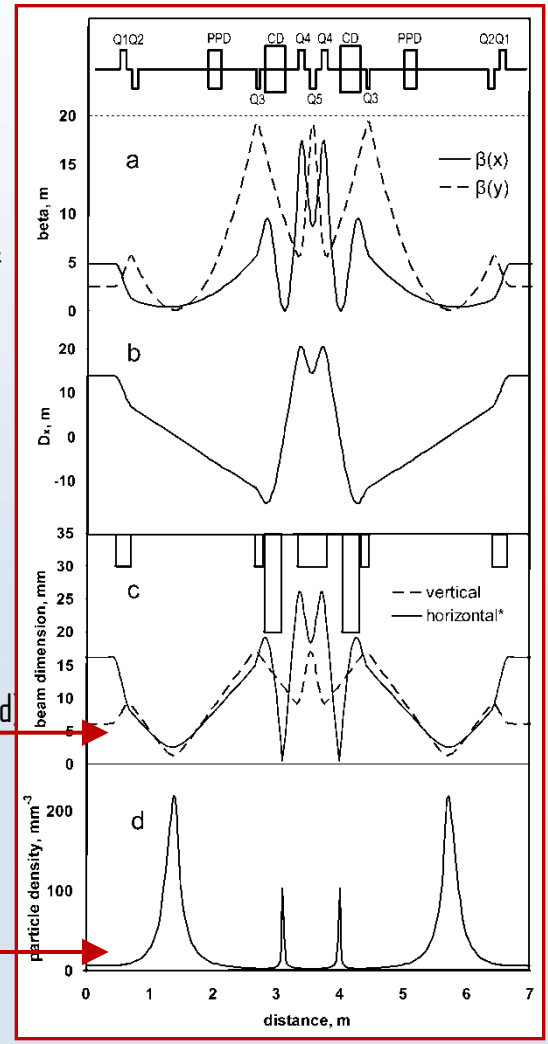 Q1Q2 PPD CD Q4 Q4 CD PPD Q2Q1
Q3 Q5 Q3
a
beta, m
20
15
10
5
0
β(x)
β(y)
b
Dx, m
20
10
0
-10
c
beam dimension, mm
35
30
25
20
15
10
5
0
vertical
horizontal*
d)
d
particle density, mm-3
200
100
0
0 1 2 3 4 5 6 7
distance, m